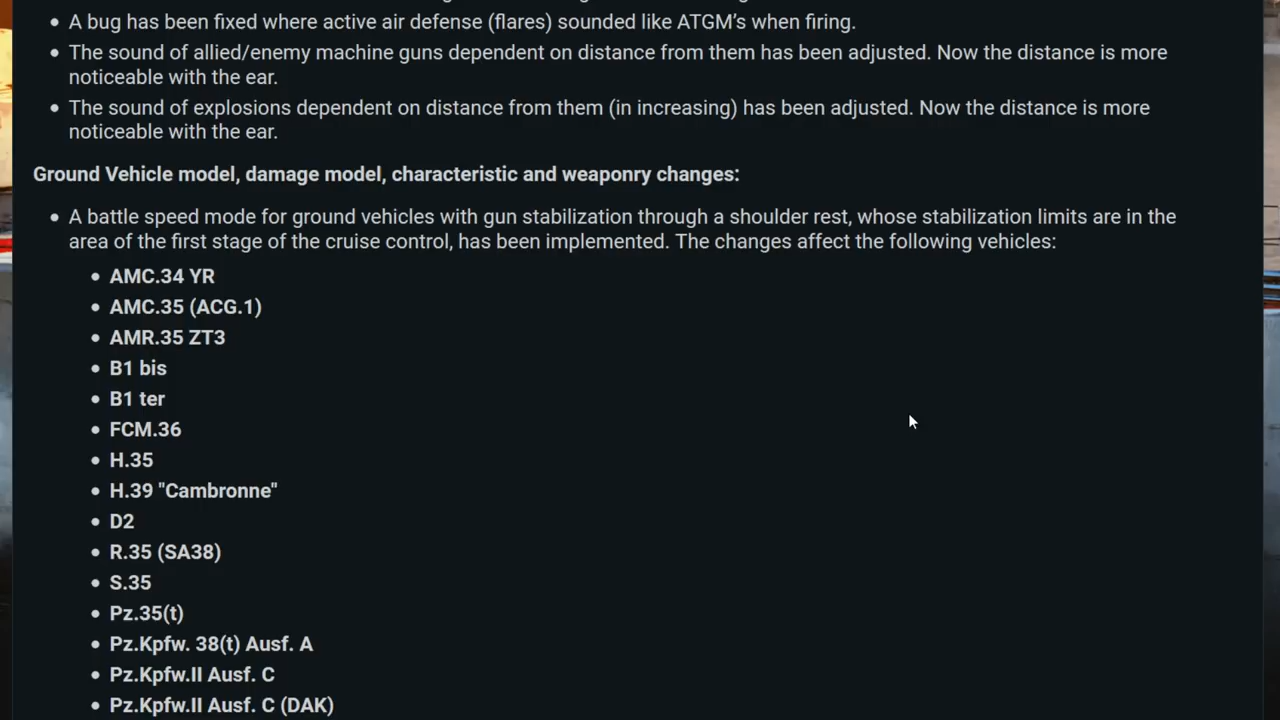 A bug has been fixed where active air defense (flares) sounded like ATGM’s when firing.
The sound of allied/enemy machine guns dependent on distance from them has been adjusted. Now the distance is more
noticeable with the ear.
The sound of explosions dependent on distance from them (in increasing) has been adjusted. Now the distance is more
noticeable with the ear.
Ground Vehicle model, damage model, characteristic and weaponry changes:
A battle speed mode for ground vehicles with gun stabilization through a shoulder rest, whose stabilization limits are in the
area of the first stage of the cruise control, has been implemented. The changes affect the following vehicles:
AMC.34 YR
AMC.35 (ACG.1)
AMR.35 ZT3
B1 bis
B1 ter
FCM.36
H.35
H.39 "Cambronne"
D2
R.35 (SA38)
S.35
Pz.35(t)
Pz.Kpfw. 38(t) Ausf. A
Pz.Kpfw.II Ausf. C
Pz.Kpfw.II Ausf. C (DAK)